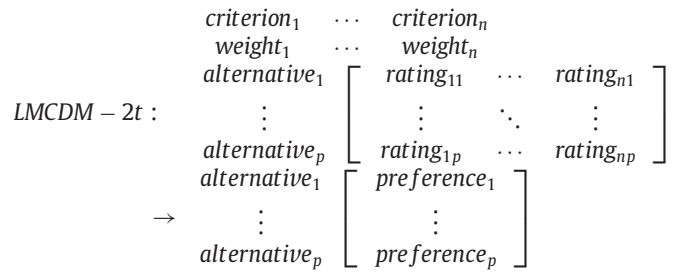 criterion₁ ⋯ criterionₙ
weight₁ ⋯ weightₙ
alternative₁ [ rating₁₁ ⋯ ratingₙ₁ ]
LMCDM − 2t : ⋮ ⋮ ⋱ ⋮
alternativeₚ rating₁ₚ ⋯ ratingₙₚ
alternative₁ [ preference₁ ]
→ ⋮ ⋮
alternativeₚ preferenceₚ